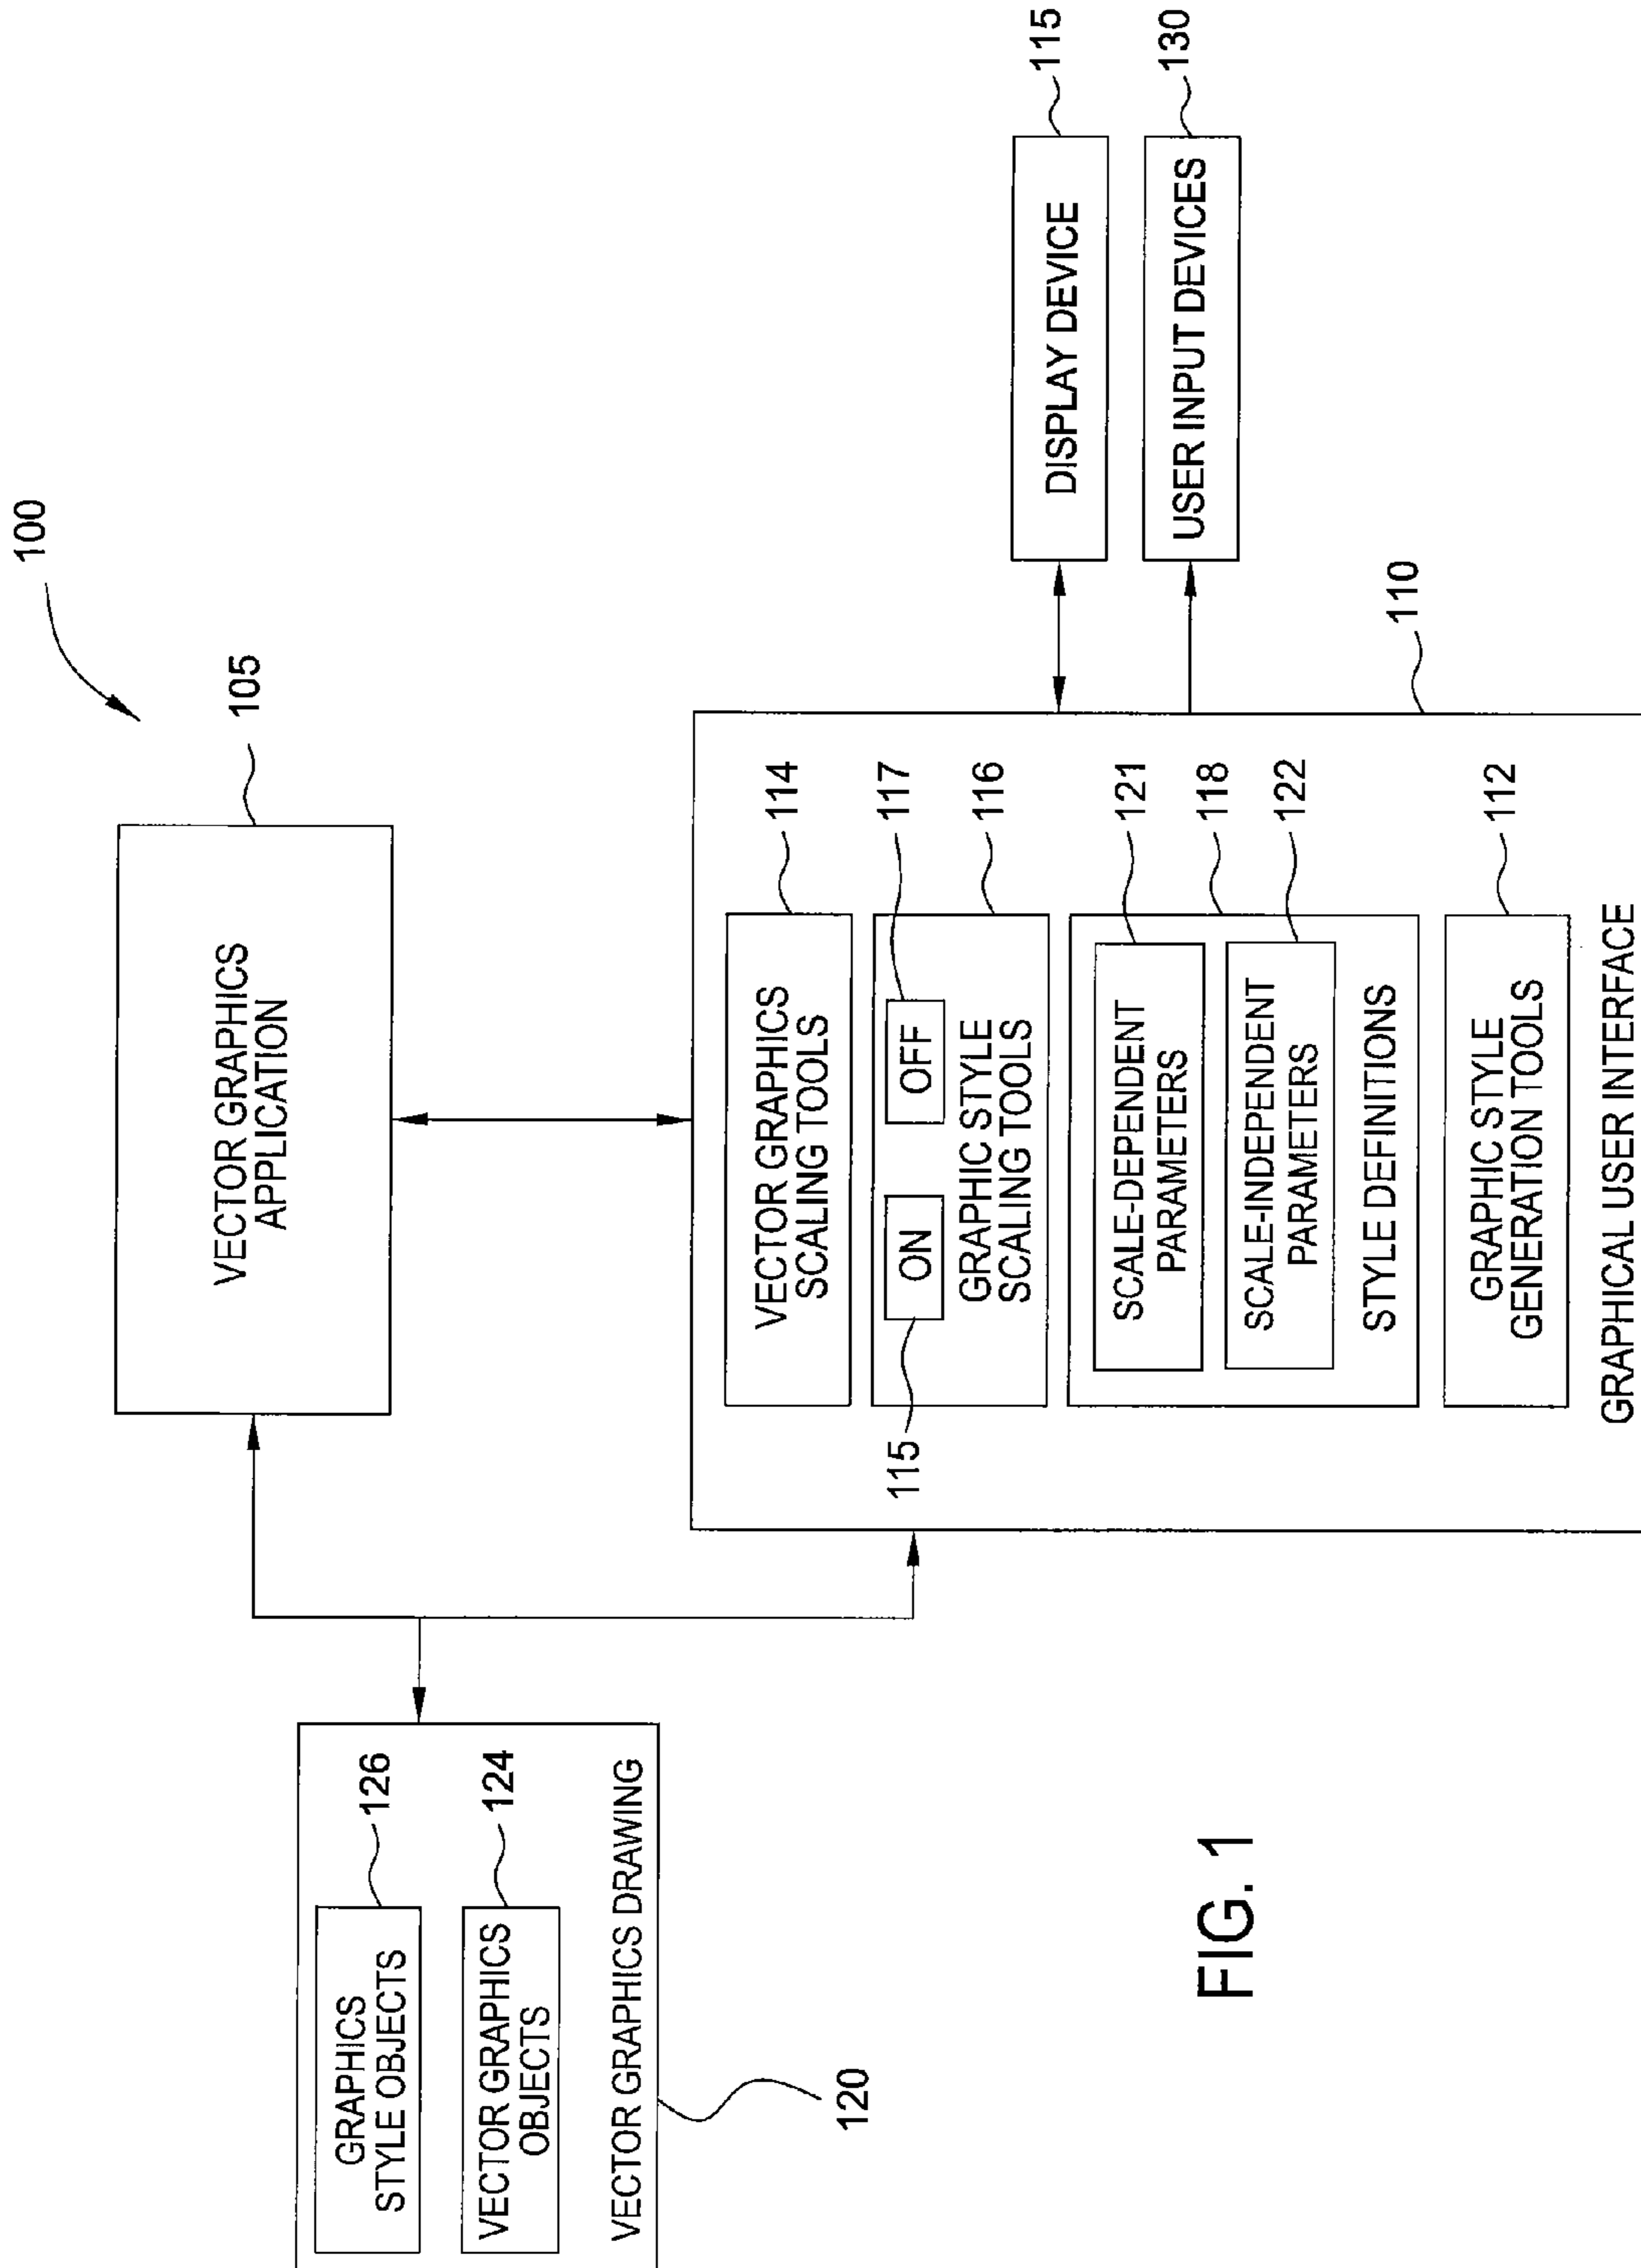 100
VECTOR GRAPHICS
APPLICATION
105
GRAPHICS
STYLE OBJECTS
126
VECTOR GRAPHICS
OBJECTS
124
VECTOR GRAPHICS DRAWING
120
VECTOR GRAPHICS
SCALING TOOLS
114
115
ON
OFF
117
GRAPHIC STYLE
SCALING TOOLS
116
SCALE-DEPENDENT
PARAMETERS
121
118
SCALE-INDEPENDENT
PARAMETERS
122
STYLE DEFINITIONS
GRAPHIC STYLE
GENERATION TOOLS
112
GRAPHICAL USER INTERFACE
110
DISPLAY DEVICE
115
USER INPUT DEVICES
130
FIG. 1